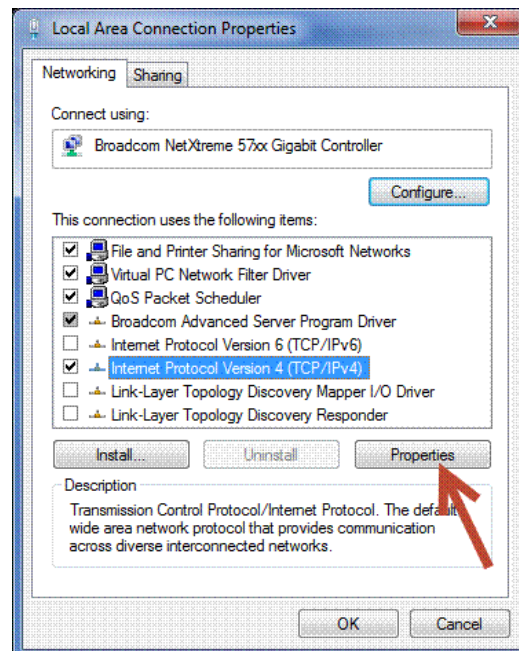 Local Area Connection Properties
Networking
Sharing
Connect using:
Broadcom NetXtreme 57xx Gigabit Controller
Configure...
This connection uses the following items:
File and Printer Sharing for Microsoft Networks
Virtual PC Network Filter Driver
QoS Packet Scheduler
Broadcom Advanced Server Program Driver
Internet Protocol Version 6 (TCP/IPv6)
Internet Protocol Version 4 (TCP/IPv4)
Link-Layer Topology Discovery Mapper I/O Driver
Link-Layer Topology Discovery Responder
Install...
Uninstall
Properties
Description
Transmission Control Protocol/Internet Protocol. The default
wide area network protocol that provides communication
across diverse interconnected networks.
OK
Cancel